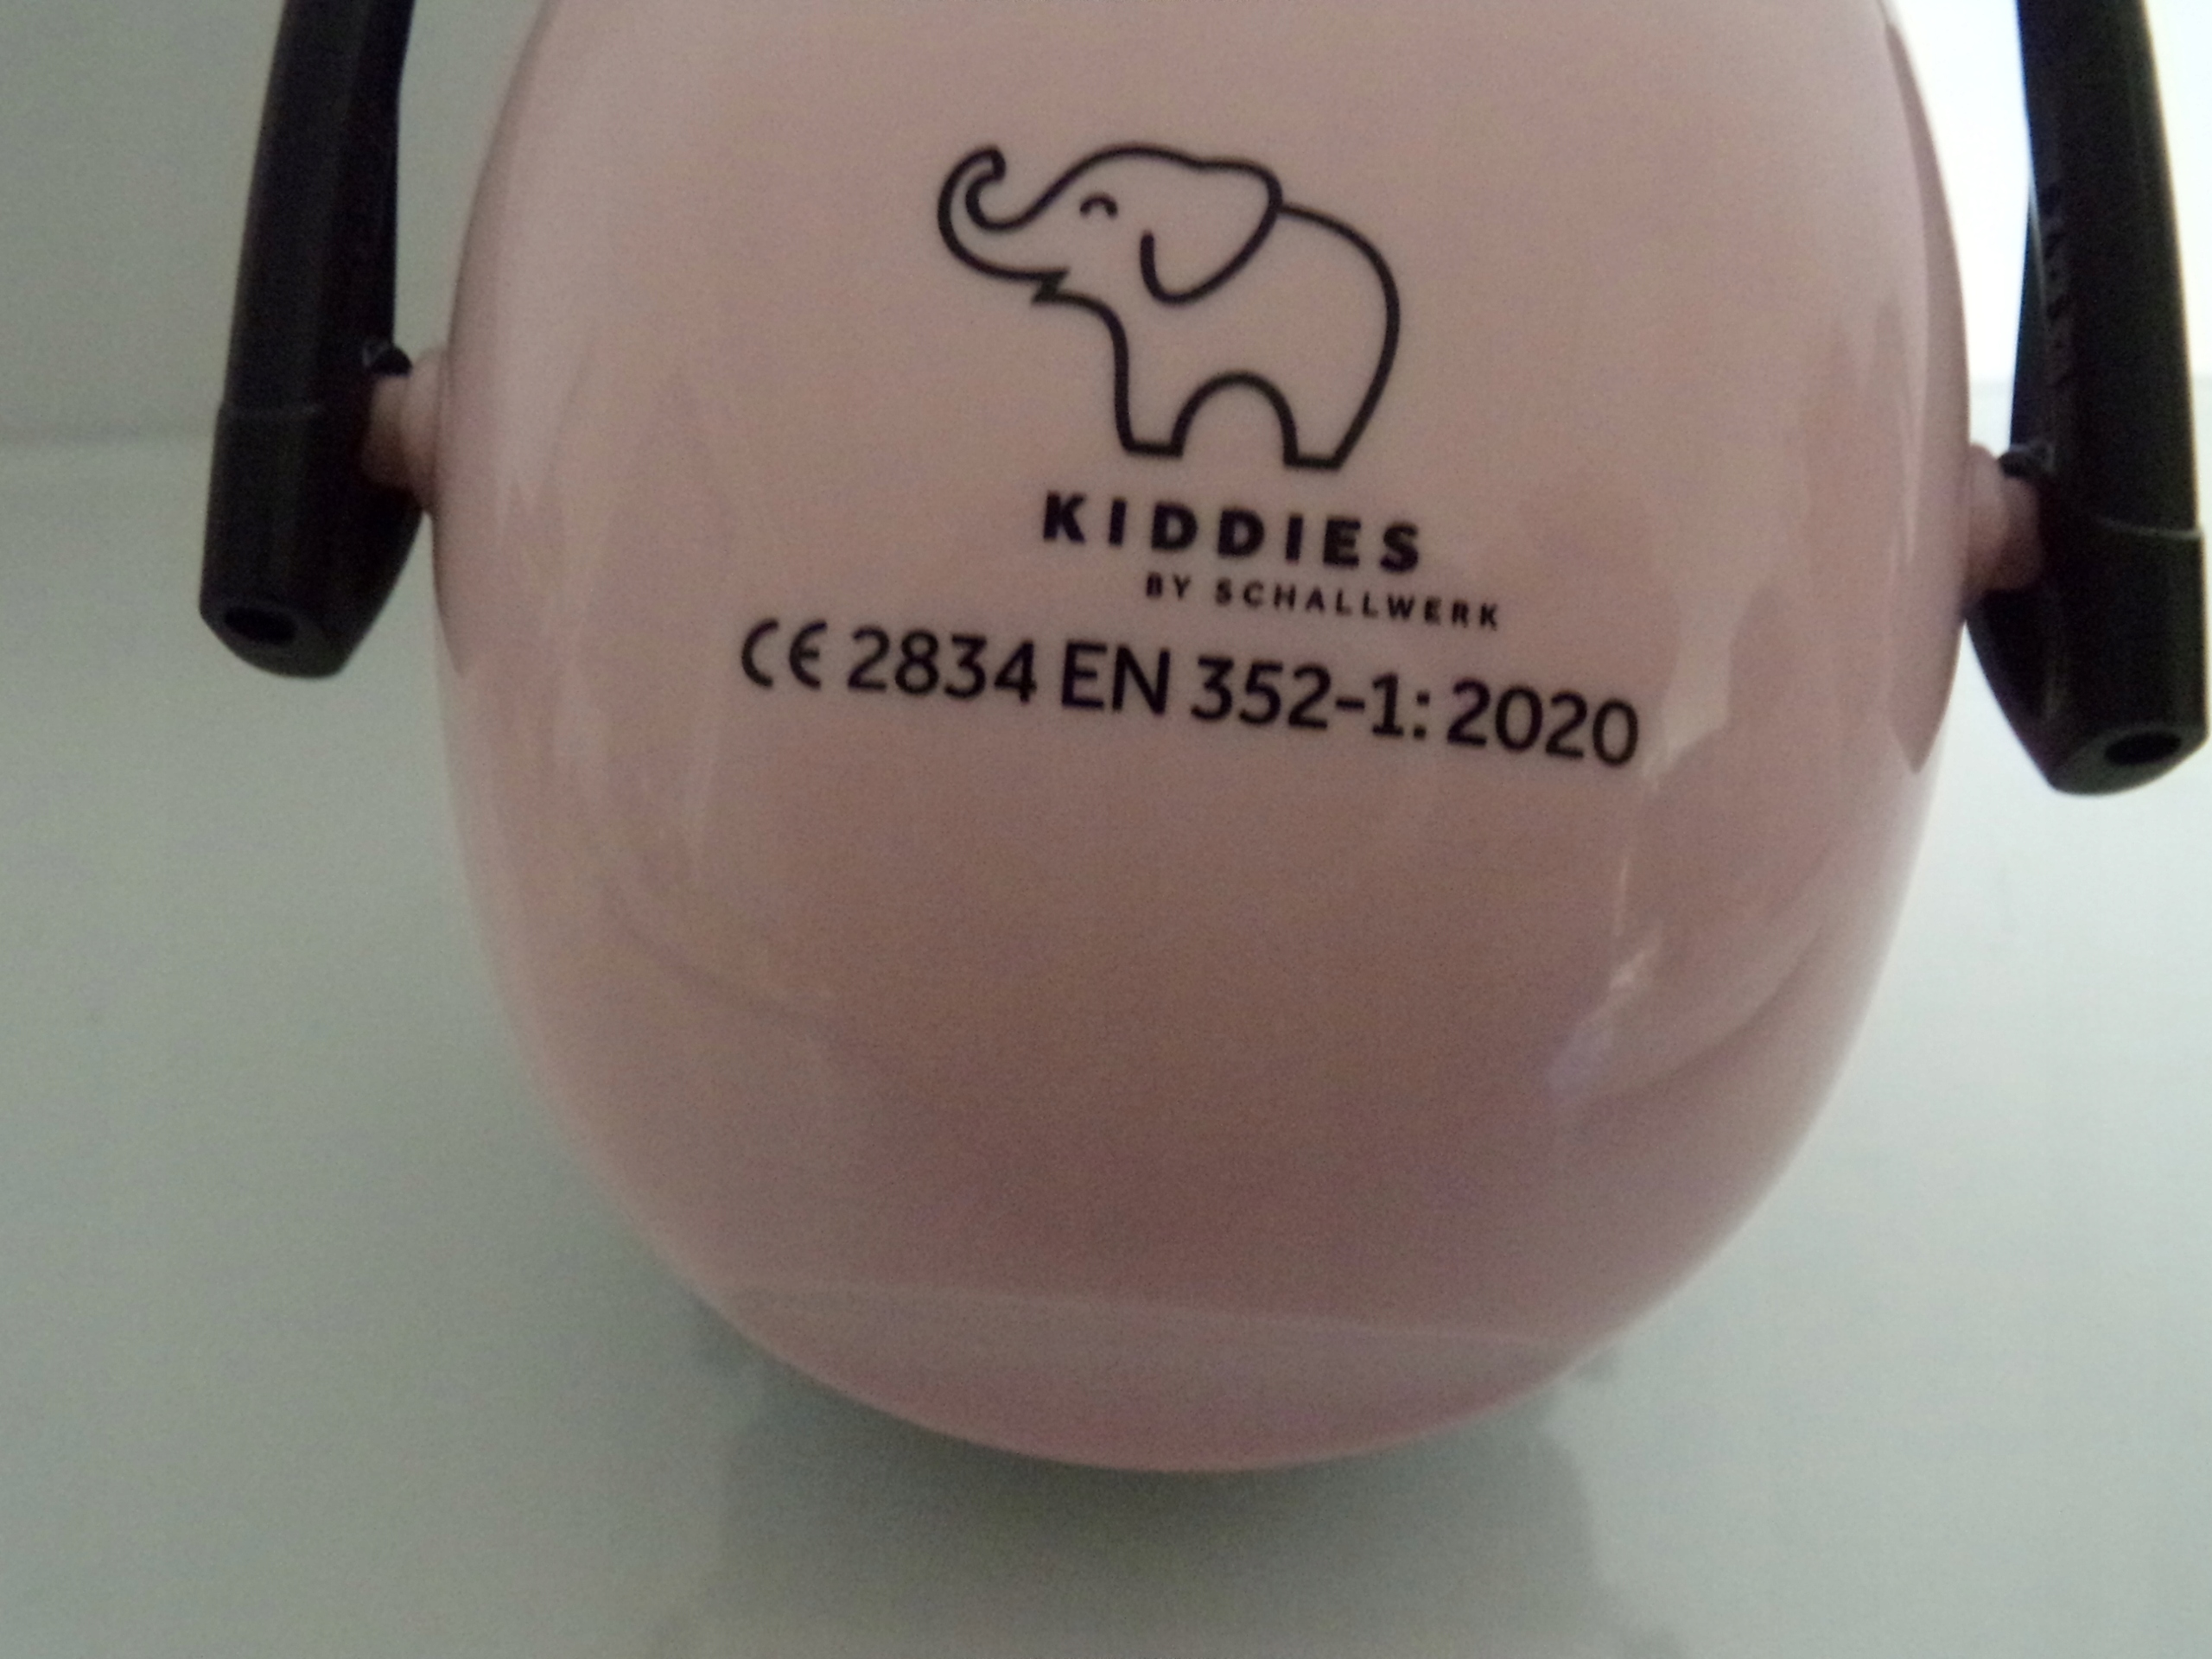 KIDDIES
BY SCHALLWERK
CE 2834 EN 352-1: 2020